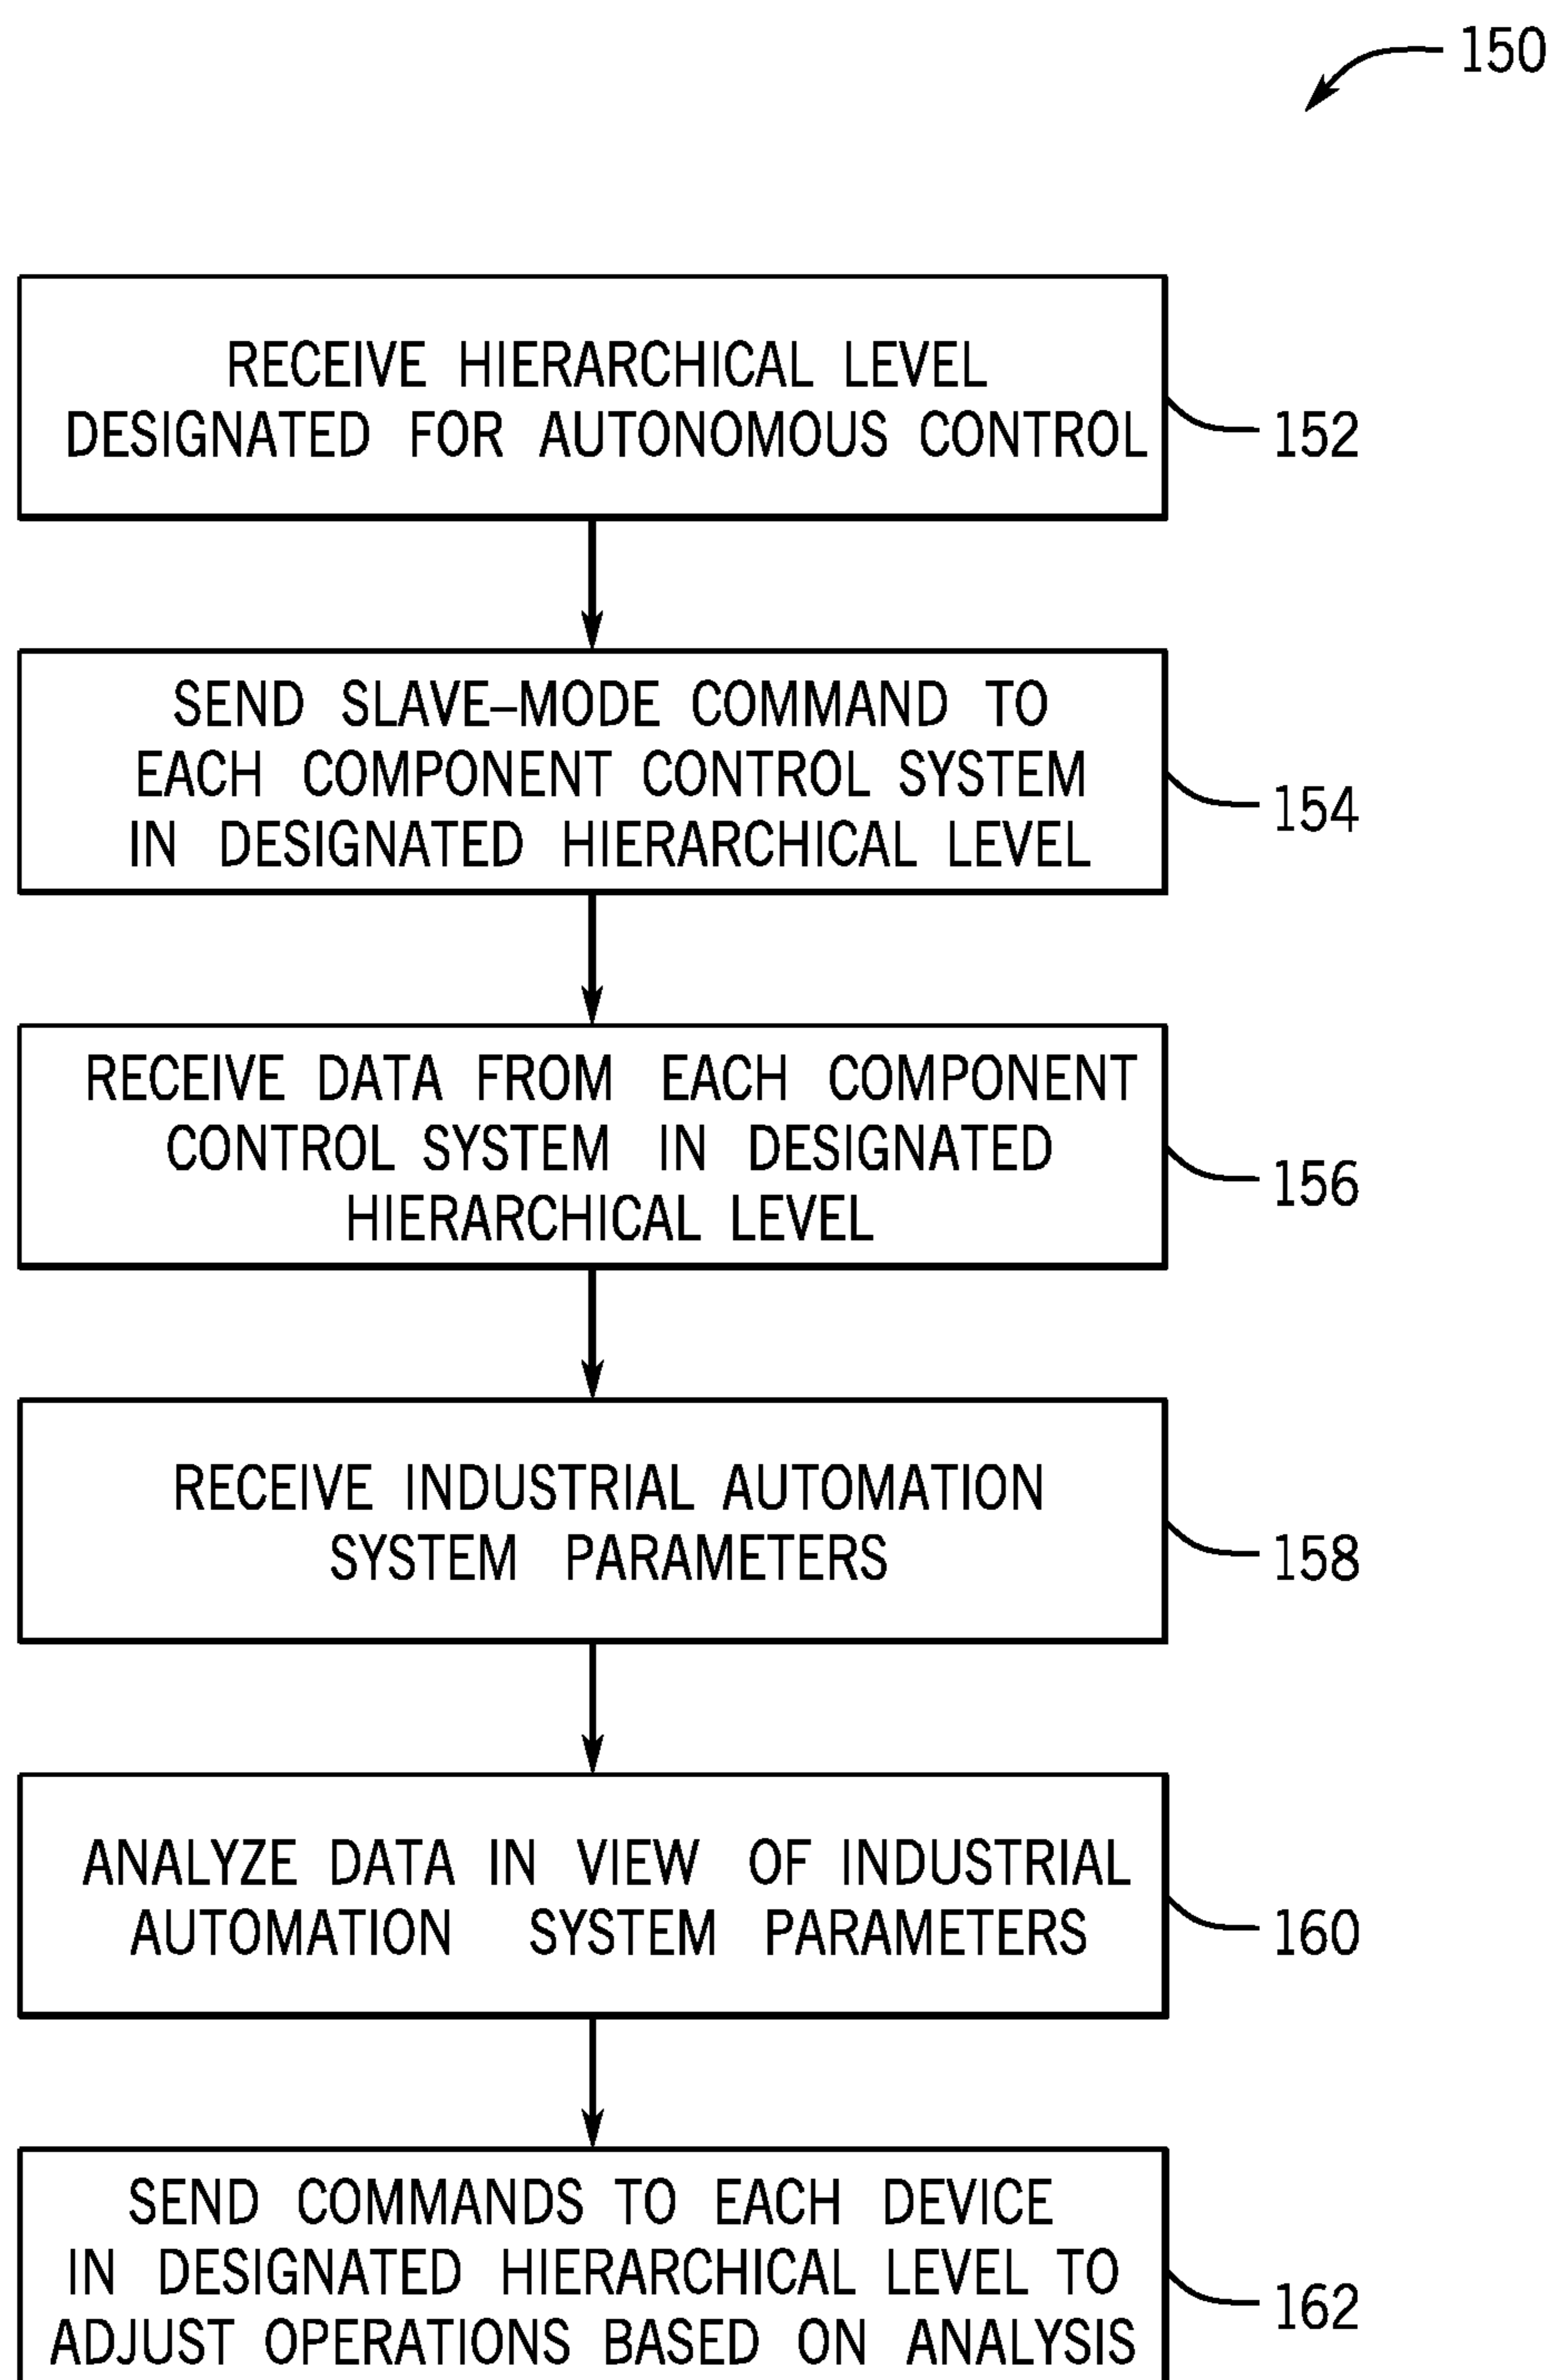 150
RECEIVE HIERARCHICAL LEVEL
DESIGNATED FOR AUTONOMOUS CONTROL
152
SEND SLAVE–MODE COMMAND TO
EACH COMPONENT CONTROL SYSTEM
IN DESIGNATED HIERARCHICAL LEVEL
154
RECEIVE DATA FROM EACH COMPONENT
CONTROL SYSTEM IN DESIGNATED
HIERARCHICAL LEVEL
156
RECEIVE INDUSTRIAL AUTOMATION
SYSTEM PARAMETERS
158
ANALYZE DATA IN VIEW OF INDUSTRIAL
AUTOMATION SYSTEM PARAMETERS
160
SEND COMMANDS TO EACH DEVICE
IN DESIGNATED HIERARCHICAL LEVEL TO
ADJUST OPERATIONS BASED ON ANALYSIS
162